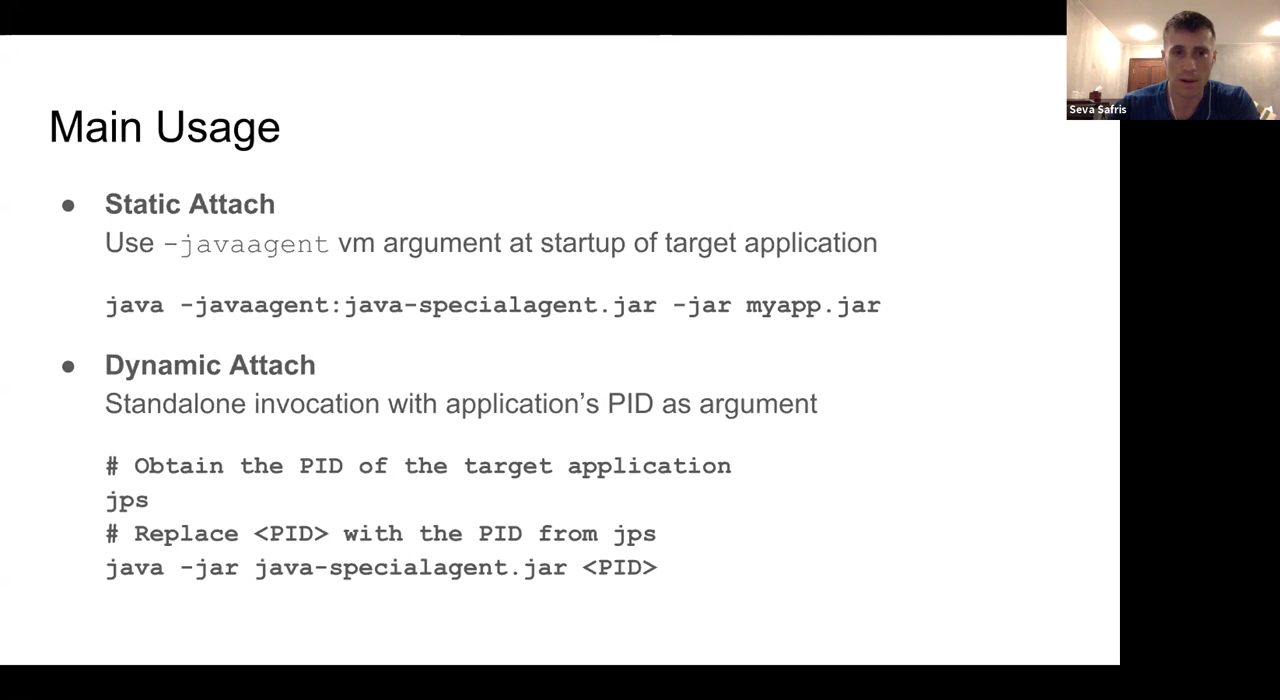 Seva Safris
Main Usage
● Static Attach
Use -javaagent vm argument at startup of target application
java -javaagent:java-specialagent.jar -jar myapp.jar
● Dynamic Attach
Standalone invocation with application’s PID as argument
# Obtain the PID of the target application
jps
# Replace <PID> with the PID from jps
java -jar java-specialagent.jar <PID>